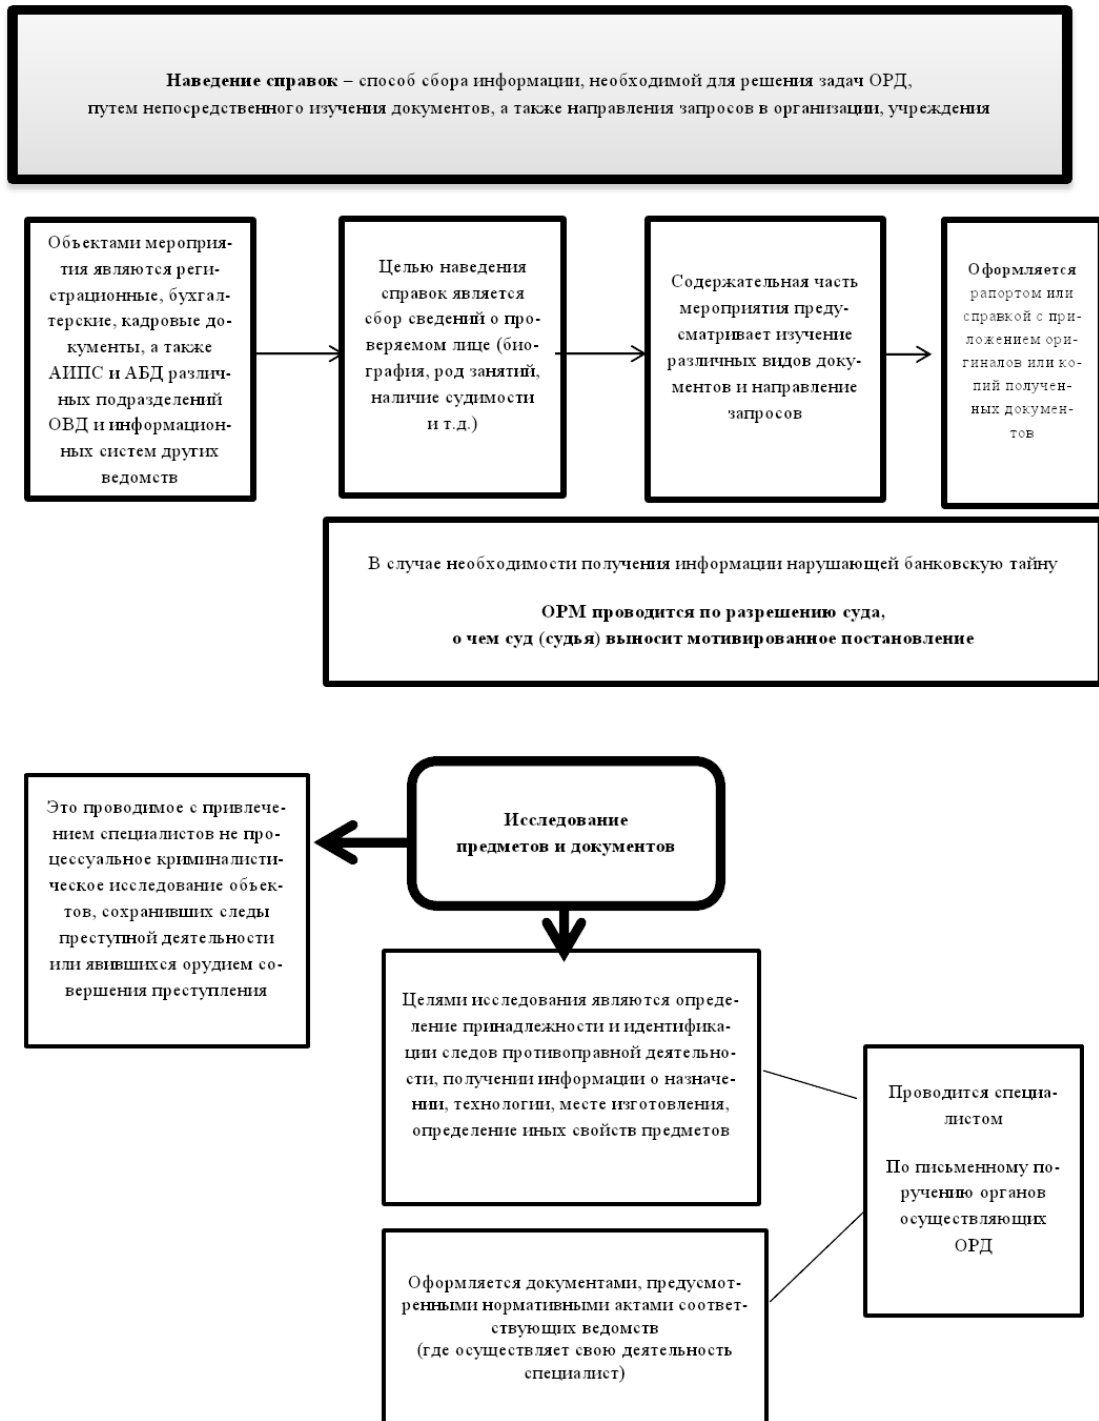 Наведение справок – способ сбора информации, необходимой для решения задач ОРД,
путем непосредственного изучения документов, а также направления запросов в организации, учреждения
Объектами мероприя-
тия являются реги-
страционные, бухгал-
терские, кадровые до-
кументы, а также
АИПС и АБД различ-
ных подразделений
ОВД и информацион-
ных систем других
ведомств
Целью наведения
справок является
сбор сведений о про-
веряемом лице (био-
графия, род занятий,
наличие судимости
и т.д.)
Содержательная часть
мероприятия преду-
сматривает изучение
различных видов доку-
ментов и направление
запросов
Оформляется
рапортом или
справкой с при-
ложением ори-
гиналов или ко-
пий получен-
ных докумен-
тов
В случае необходимости получения информации нарушающей банковскую тайну
ОРМ проводится по разрешению суда,
о чем суд (судья) выносит мотивированное постановление
Исследование
предметов и документов
Это проводимое с привлече-
нием специалистов не про-
цессуальное криминалисти-
ческое исследование объек-
тов, сохранивших следы
преступной деятельности
или явившихся орудием со-
вершения преступления
Целями исследования являются опреде-
ление принадлежности и идентифика-
ции следов противоправной деятельно-
сти, получении информации о назначе-
нии, технологии, месте изготовления,
определение иных свойств предметов
Проводится специа-
листом
По письменному по-
ручению органов
осуществляющих
ОРД
Оформляется документами, предусмот-
ренными нормативными актами соответ-
ствующих ведомств
(где осуществляет свою деятельность
специалист)